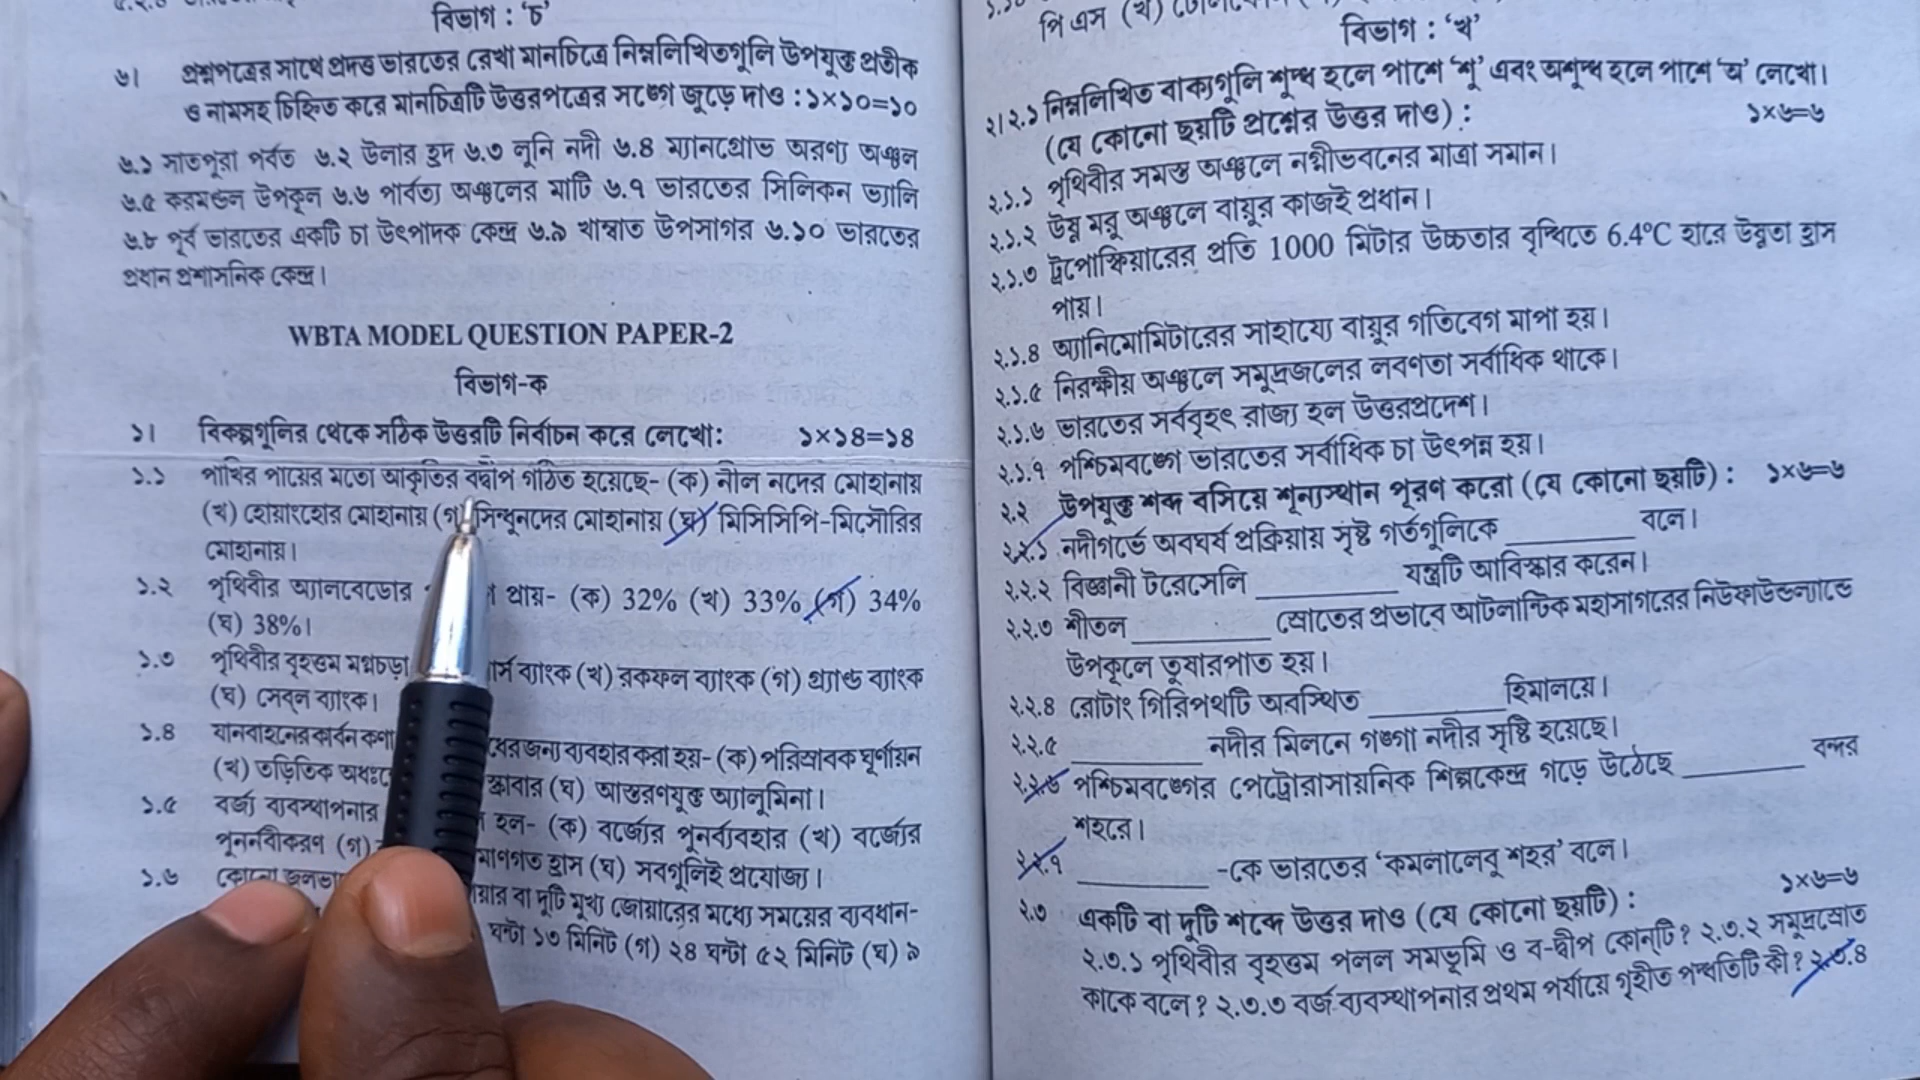 বিভাগ : ‘চ’
৬। প্রশ্নপত্রের সাথে প্রদত্ত ভারতের রেখা মানচিত্রে নিম্নলিখিতগুলি উপযুক্ত প্রতীক
ও নামসহ চিহ্নিত করে মানচিত্রটি উত্তরপত্রের সঙ্গে জুড়ে দাও : ১×১০=১০
৬.১ সাতপুরা পর্বত ৬.২ উলার হ্রদ ৬.৩ লুনি নদী ৬.৪ ম্যানগ্রোভ অরণ্য অঞ্চল
৬.৫ করমন্ডল উপকূল ৬.৬ পার্বত্য অঞ্চলের মাটি ৬.৭ ভারতের সিলিকন ভ্যালি
৬.৮ পূর্ব ভারতের একটি চা উৎপাদক কেন্দ্র ৬.৯ খাম্বাত উপসাগর ৬.১০ ভারতের
প্রধান প্রশাসনিক কেন্দ্র।
WBTA MODEL QUESTION PAPER-2
বিভাগ-ক
১। বিকল্পগুলির থেকে সঠিক উত্তরটি নির্বাচন করে লেখো: ১×১৪=১৪
১.১ পাখির পায়ের মতো আকৃতির বদ্বীপ গঠিত হয়েছে- (ক) নীল নদের মোহানায়
(খ) হোয়াংহোর মোহানায় (গ) সিন্ধুনদের মোহানায় (ঘ) মিসিসিপি-মিসৌরির
মোহানায়।
১.২ পৃথিবীর অ্যালবেডোর প্রায়- (ক) 32% (খ) 33% (গ) 34%
(ঘ) 38%।
১.৩ পৃথিবীর বৃহত্তম মগ্নচড়া ব্যাংক (খ) রকফল ব্যাংক (গ) গ্র্যান্ড ব্যাংক
(ঘ) সেব্‌ল ব্যাংক।
১.৪ যানবাহনের কার্বন কণা জন্য ব্যবহার করা হয়- (ক) পরিস্রাবক ঘূর্ণায়ন
(খ) তড়িতিক (ঘ) আস্তরণযুক্ত অ্যালুমিনা।
১.৫ বর্জ্য ব্যবস্থাপনার হল- (ক) বর্জ্যের পুনর্ব্যবহার (খ) বর্জ্যের
পুনর্নবীকরণ (গ) হ্রাস (ঘ) সবগুলিই প্রযোজ্য।
১.৬ কোনো বা দুটি মুখ্য জোয়ারের মধ্যে সময়ের ব্যবধান-
ঘন্টা ১৩ মিনিট (গ) ২৪ ঘন্টা ৫২ মিনিট (ঘ) ৯
বিভাগ : ‘খ’
২। ২.১ নিম্নলিখিত বাক্যগুলি শুদ্ধ হলে পাশে ‘শু’ এবং অশুদ্ধ হলে পাশে ‘অ’ লেখো।
(যে কোনো ছয়টি প্রশ্নের উত্তর দাও) : ১×৬=৬
২.১.১ পৃথিবীর সমস্ত অঞ্চলে নগ্নীভবনের মাত্রা সমান।
২.১.২ উষ্ণ মরু অঞ্চলে বায়ুর কাজই প্রধান।
২.১.৩ ট্রপোস্ফিয়ারের প্রতি 1000 মিটার উচ্চতার বৃদ্ধিতে 6.4°C হারে উষ্ণতা হ্রাস
পায়।
২.১.৪ অ্যানিমোমিটারের সাহায্যে বায়ুর গতিবেগ মাপা হয়।
২.১.৫ নিরক্ষীয় অঞ্চলে সমুদ্রজলের লবণতা সর্বাধিক থাকে।
২.১.৬ ভারতের সর্ববৃহৎ রাজ্য হল উত্তরপ্রদেশ।
২.১.৭ পশ্চিমবঙ্গে ভারতের সর্বাধিক চা উৎপন্ন হয়।
২.২ উপযুক্ত শব্দ বসিয়ে শূন্যস্থান পূরণ করো (যে কোনো ছয়টি) : ১×৬=৬
২.২.১ নদীগর্ভে অবঘর্ষ প্রক্রিয়ায় সৃষ্ট গর্তগুলিকে ________ বলে।
২.২.২ বিজ্ঞানী টরেসেলি ________ যন্ত্রটি আবিষ্কার করেন।
২.২.৩ শীতল ________ স্রোতের প্রভাবে আটলান্টিক মহাসাগরের নিউফাউন্ডল্যান্ডে
উপকূলে তুষারপাত হয়।
২.২.৪ রোটাং গিরিপথটি অবস্থিত ________ হিমালয়ে।
২.২.৫ ________ নদীর মিলনে গঙ্গা নদীর সৃষ্টি হয়েছে।
২.২.৬ পশ্চিমবঙ্গের পেট্রোরাসায়নিক শিল্পকেন্দ্র গড়ে উঠেছে ________ বন্দর
শহরে।
২.২.৭ ________ -কে ভারতের ‘কমলালেবু শহর’ বলে।
২.৩ একটি বা দুটি শব্দে উত্তর দাও (যে কোনো ছয়টি) : ১×৬=৬
২.৩.১ পৃথিবীর বৃহত্তম পলল সমভূমি ও ব-দ্বীপ কোন্‌টি? ২.৩.২ সমুদ্রস্রোত
কাকে বলে? ২.৩.৩ বর্জ ব্যবস্থাপনার প্রথম পর্যায়ে গৃহীত পদ্ধতিটি কী? ২.৩.৪